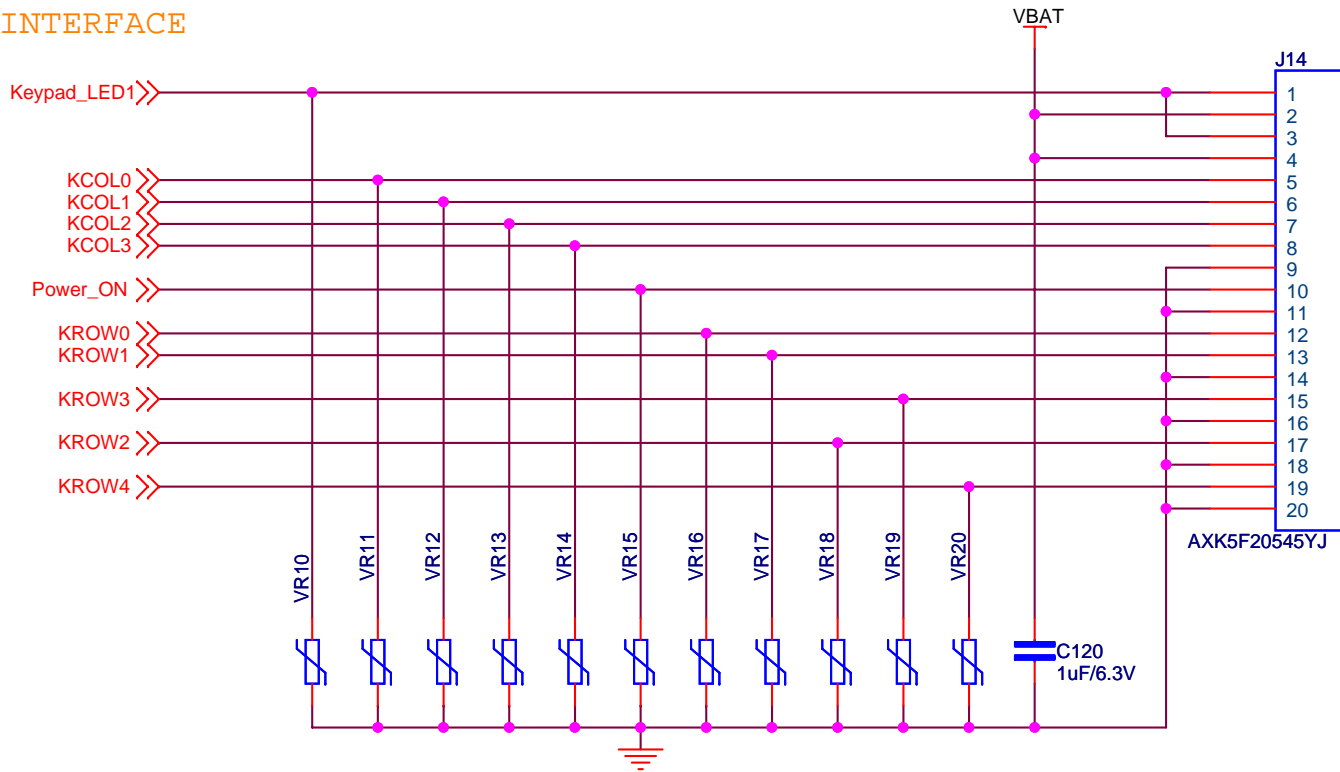 INTERFACE
VBAT
J14
Keypad_LED1
1
2
3
4
KCOL0
5
KCOL1
6
KCOL2
7
KCOL3
8
9
Power_ON
10
11
KROW0
12
KROW1
13
14
KROW3
15
16
KROW2
17
18
KROW4
19
20
AXK5F20545YJ
VR10
VR11
VR12
VR13
VR14
VR15
VR16
VR17
VR18
VR19
VR20
C120
1uF/6.3V